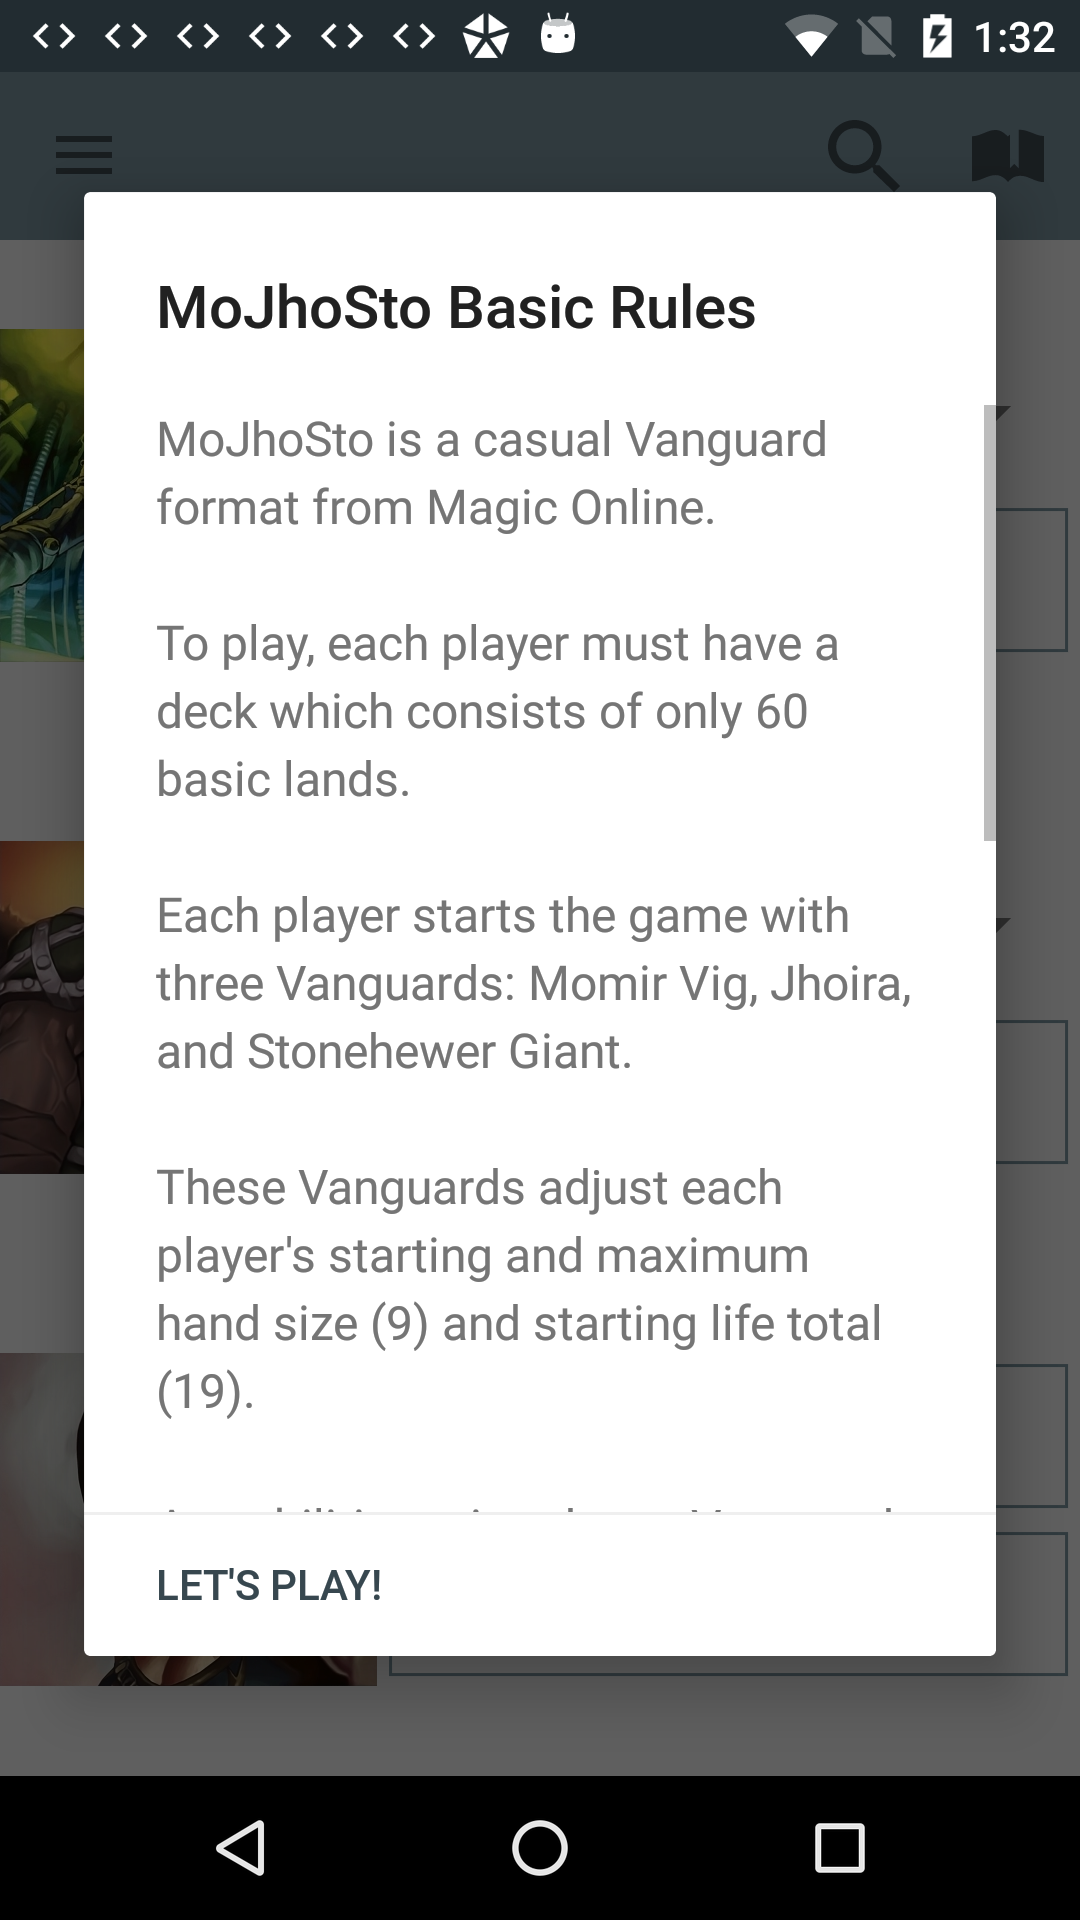 1:32
MoJhoSto Basic Rules
MoJhoSto is a casual Vanguard
format from Magic Online.
To play, each player must have a
deck which consists of only 60
basic lands.
Each player starts the game with
three Vanguards: Momir Vig, Jhoira,
and Stonehewer Giant.
These Vanguards adjust each
player's starting and maximum
hand size (9) and starting life total
(19).
LET'S PLAY!